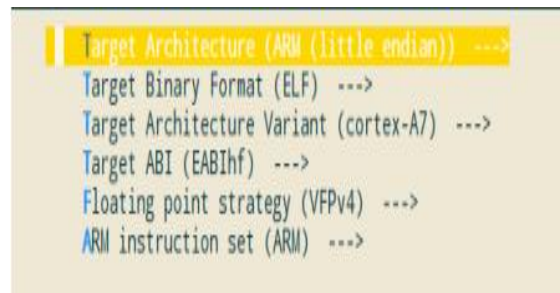 Target Architecture (ARM (little endian)) --->
Target Binary Format (ELF) --->
Target Architecture Variant (cortex-A7) --->
Target ABI (EABIhf) --->
Floating point strategy (VFPv4) --->
ARM instruction set (ARM) --->